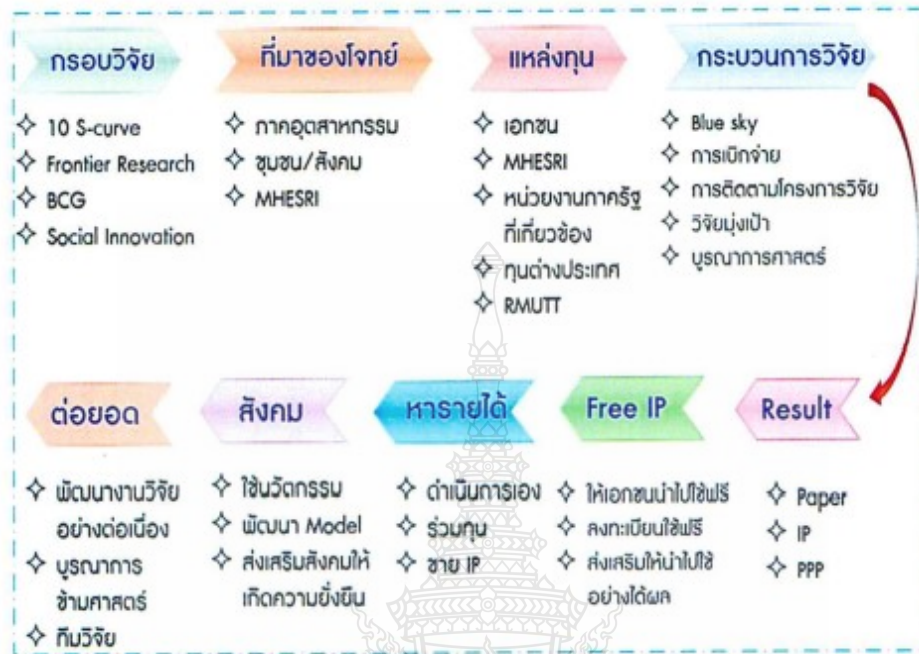 กรอบวิจัย
10 S-curve
Frontier Research
BCG
Social Innovation
ที่มาของโจทย์
ภาคอุตสาหกรรม
ชุมชน/สังคม
MHESRI
แหล่งทุน
เอกชน
MHESRI
หน่วยงานภาครัฐ
ที่เกี่ยวข้อง
ทุนต่างประเทศ
RMUTT
กระบวนการวิจัย
Blue sky
การเบิกจ่าย
การติดตามโครงการวิจัย
วิจัยมุ่งเป้า
บูรณาการศาสตร์
Result
Paper
IP
PPP
Free IP
ให้เอกชนนำไปใช้ฟรี
ลงทะเบียนใช้ฟรี
ส่งเสริมให้นำไปใช้
อย่างได้ผล
หารายได้
ดำเนินการเอง
ร่วมทุน
ขาย IP
สังคม
ใช้นวัตกรรม
พัฒนา Model
ส่งเสริมสังคมให้
เกิดความยั่งยืน
ต่อยอด
พัฒนางานวิจัย
อย่างต่อเนื่อง
บูรณาการ
ข้ามศาสตร์
ทีมวิจัย